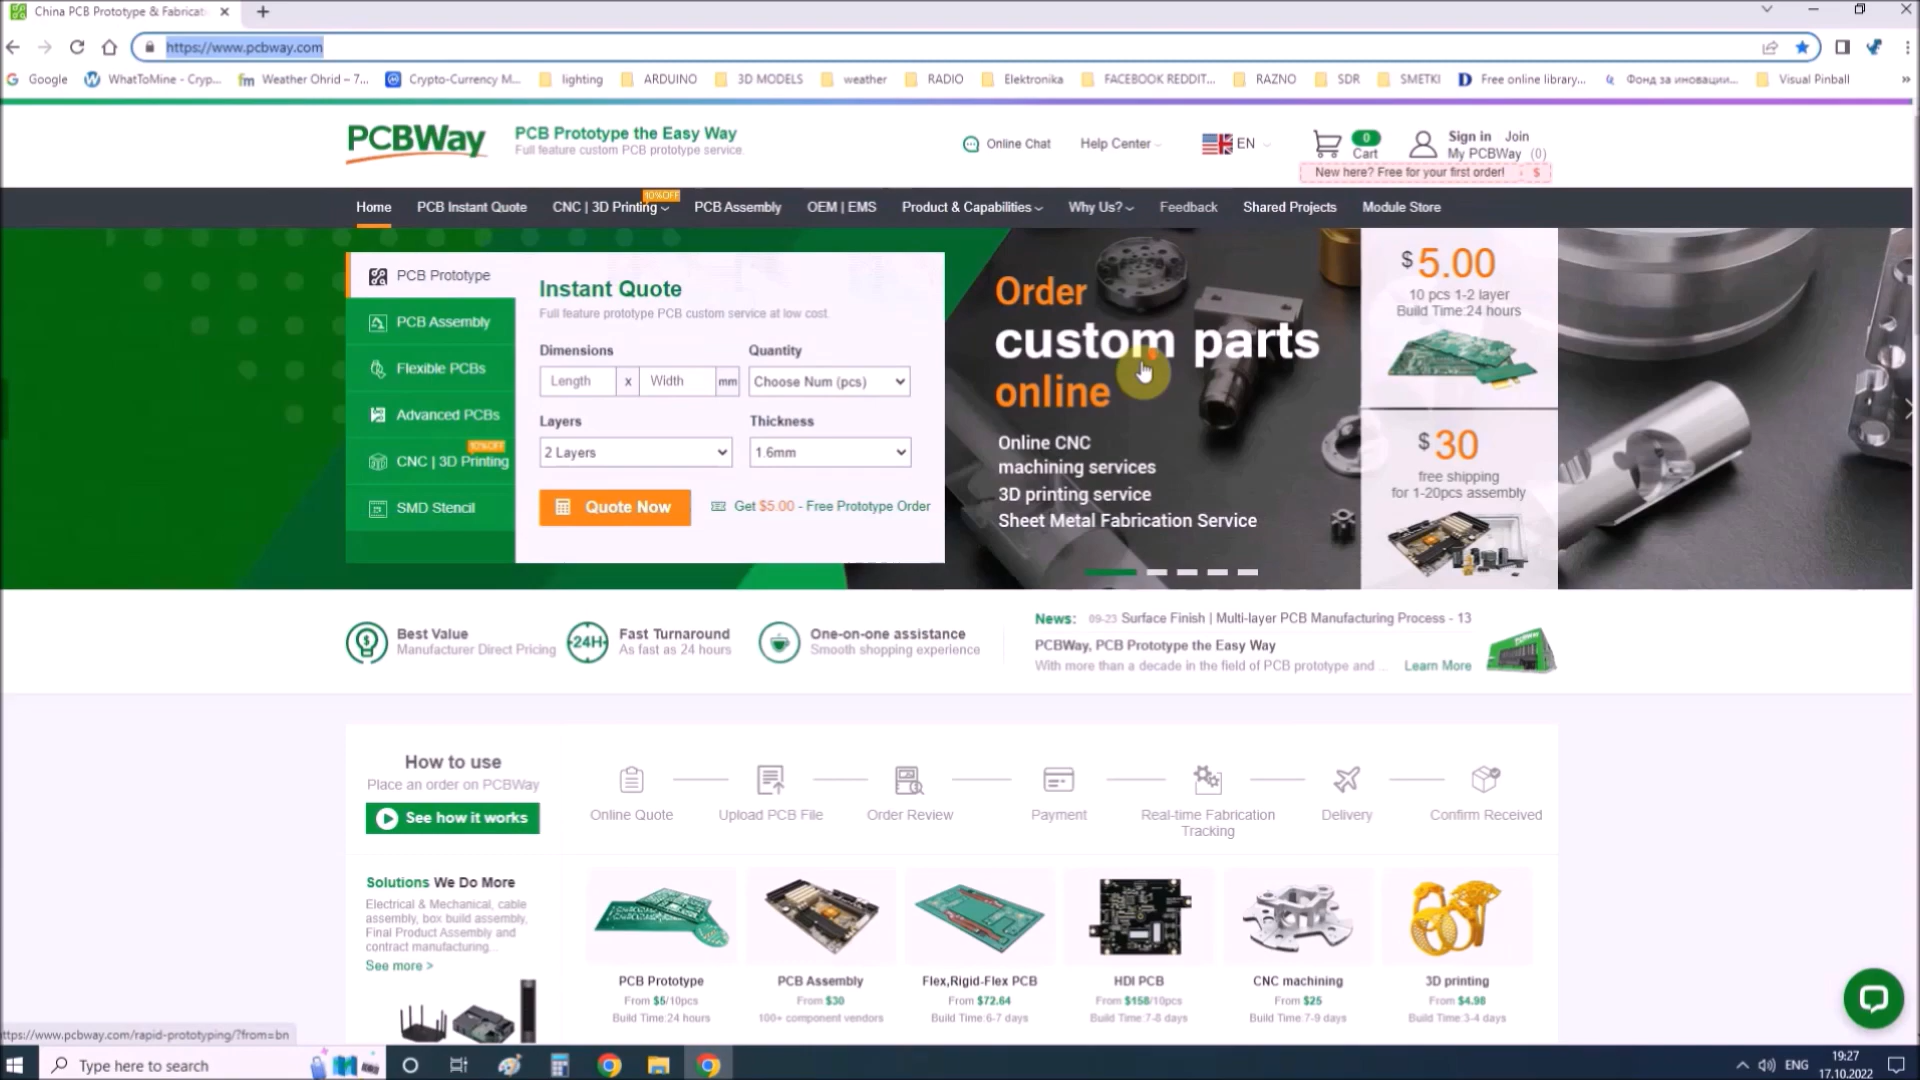 China PCB Prototype & Fabricat
https://www.pcbway.com
Google
WhatToMine - Cryp...
Weather Ohrid – 7...
Crypto-Currency M...
lighting
ARDUINO
3D MODELS
weather
RADIO
Elektronika
FACEBOOK REDDIT...
RAZNO
SDR
SMETKI
Free online library...
Фонд за иновации...
Visual Pinball
PCBWay
PCB Prototype the Easy Way
Full feature custom PCB prototype service.
Online Chat
Help Center
EN
0
Cart
Sign in Join
My PCBWay (0)
New here? Free for your first order! $
10%OFF
Home
PCB Instant Quote
CNC | 3D Printing
PCB Assembly
OEM | EMS
Product & Capabilities
Why Us?
Feedback
Shared Projects
Module Store
PCB Prototype
PCB Assembly
Flexible PCBs
Advanced PCBs
10%OFF
CNC | 3D Printing
SMD Stencil
Instant Quote
Full feature prototype PCB custom service at low cost.
Dimensions
Quantity
Length x Width mm
Choose Num (pcs)
Layers
Thickness
2 Layers
1.6mm
Quote Now
Get $5.00 - Free Prototype Order
Order
custom parts
online
Online CNC
machining services
3D printing service
Sheet Metal Fabrication Service
$5.00
10 pcs 1-2 layer
Build Time:24 hours
$30
free shipping
for 1-20pcs assembly
Best Value
Manufacturer Direct Pricing
24H
Fast Turnaround
As fast as 24 hours
One-on-one assistance
Smooth shopping experience
News: 09-23 Surface Finish | Multi-layer PCB Manufacturing Process - 13
PCBWay, PCB Prototype the Easy Way
With more than a decade in the field of PCB prototype and ... Learn More
How to use
Place an order on PCBWay
See how it works
Online Quote
Upload PCB File
Order Review
Payment
Real-time Fabrication
Tracking
Delivery
Confirm Received
Solutions We Do More
Electrical & Mechanical, cable
assembly, box build assembly,
Final Product Assembly and
contract manufacturing...
See more >
PCB Prototype
From $5/10pcs
Build Time:24 hours
PCB Assembly
From $30
100+ component vendors
Flex,Rigid-Flex PCB
From $72.64
Build Time 6-7 days
HDI PCB
From $158/10pcs
Build Time 7-8 days
CNC machining
From $25
Build Time 7-9 days
3D printing
From $4.98
Build Time: 3-4 days
ttps://www.pcbway.com/rapid-prototyping/?from=bn
Type here to search
ENG
19:27
17.10.2022